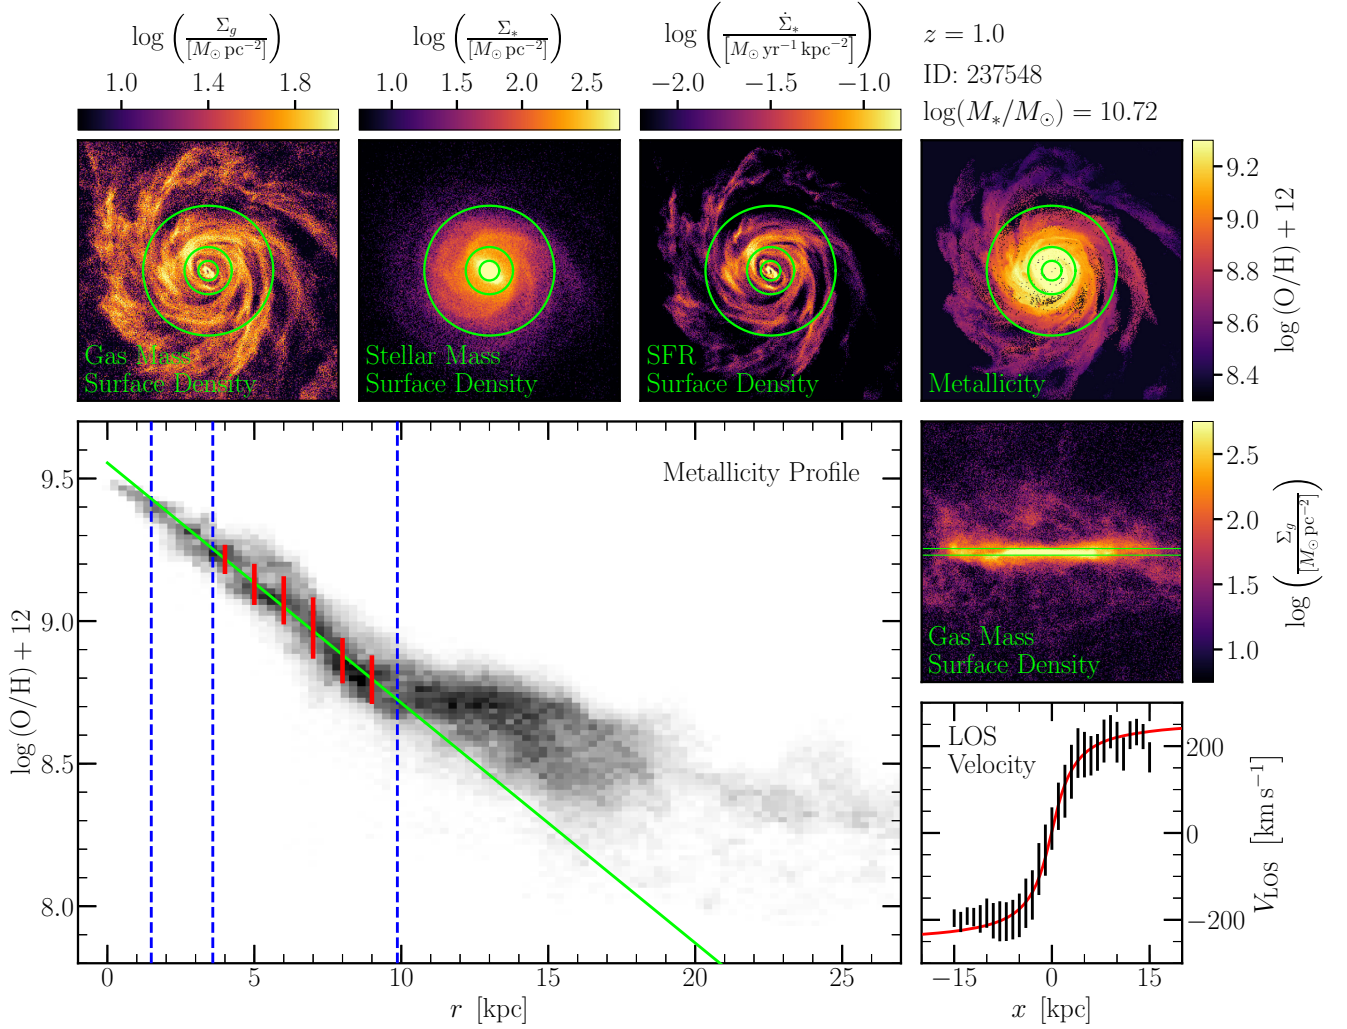 log (Σg / [M⊙ pc−2])
log (Σ* / [M⊙ pc−2])
log (Σ̇* / [M⊙ yr−1 kpc−2])
z = 1.0
ID: 237548
log(M*/M⊙) = 10.72
1.0 1.4 1.8
1.0 1.5 2.0 2.5
−2.0 −1.5 −1.0
Gas Mass
Surface Density
Stellar Mass
Surface Density
SFR
Surface Density
Metallicity
9.2
9.0
8.8
8.6
8.4
log (O/H) + 12
Metallicity Profile
9.5
9.0
8.5
8.0
log (O/H) + 12
0 5 10 15 20 25
r [kpc]
Gas Mass
Surface Density
2.5
2.0
1.5
1.0
log (Σg / [M⊙ pc−2])
LOS
Velocity
200
0
−200
VLOS [km s−1]
−15 0 15
x [kpc]